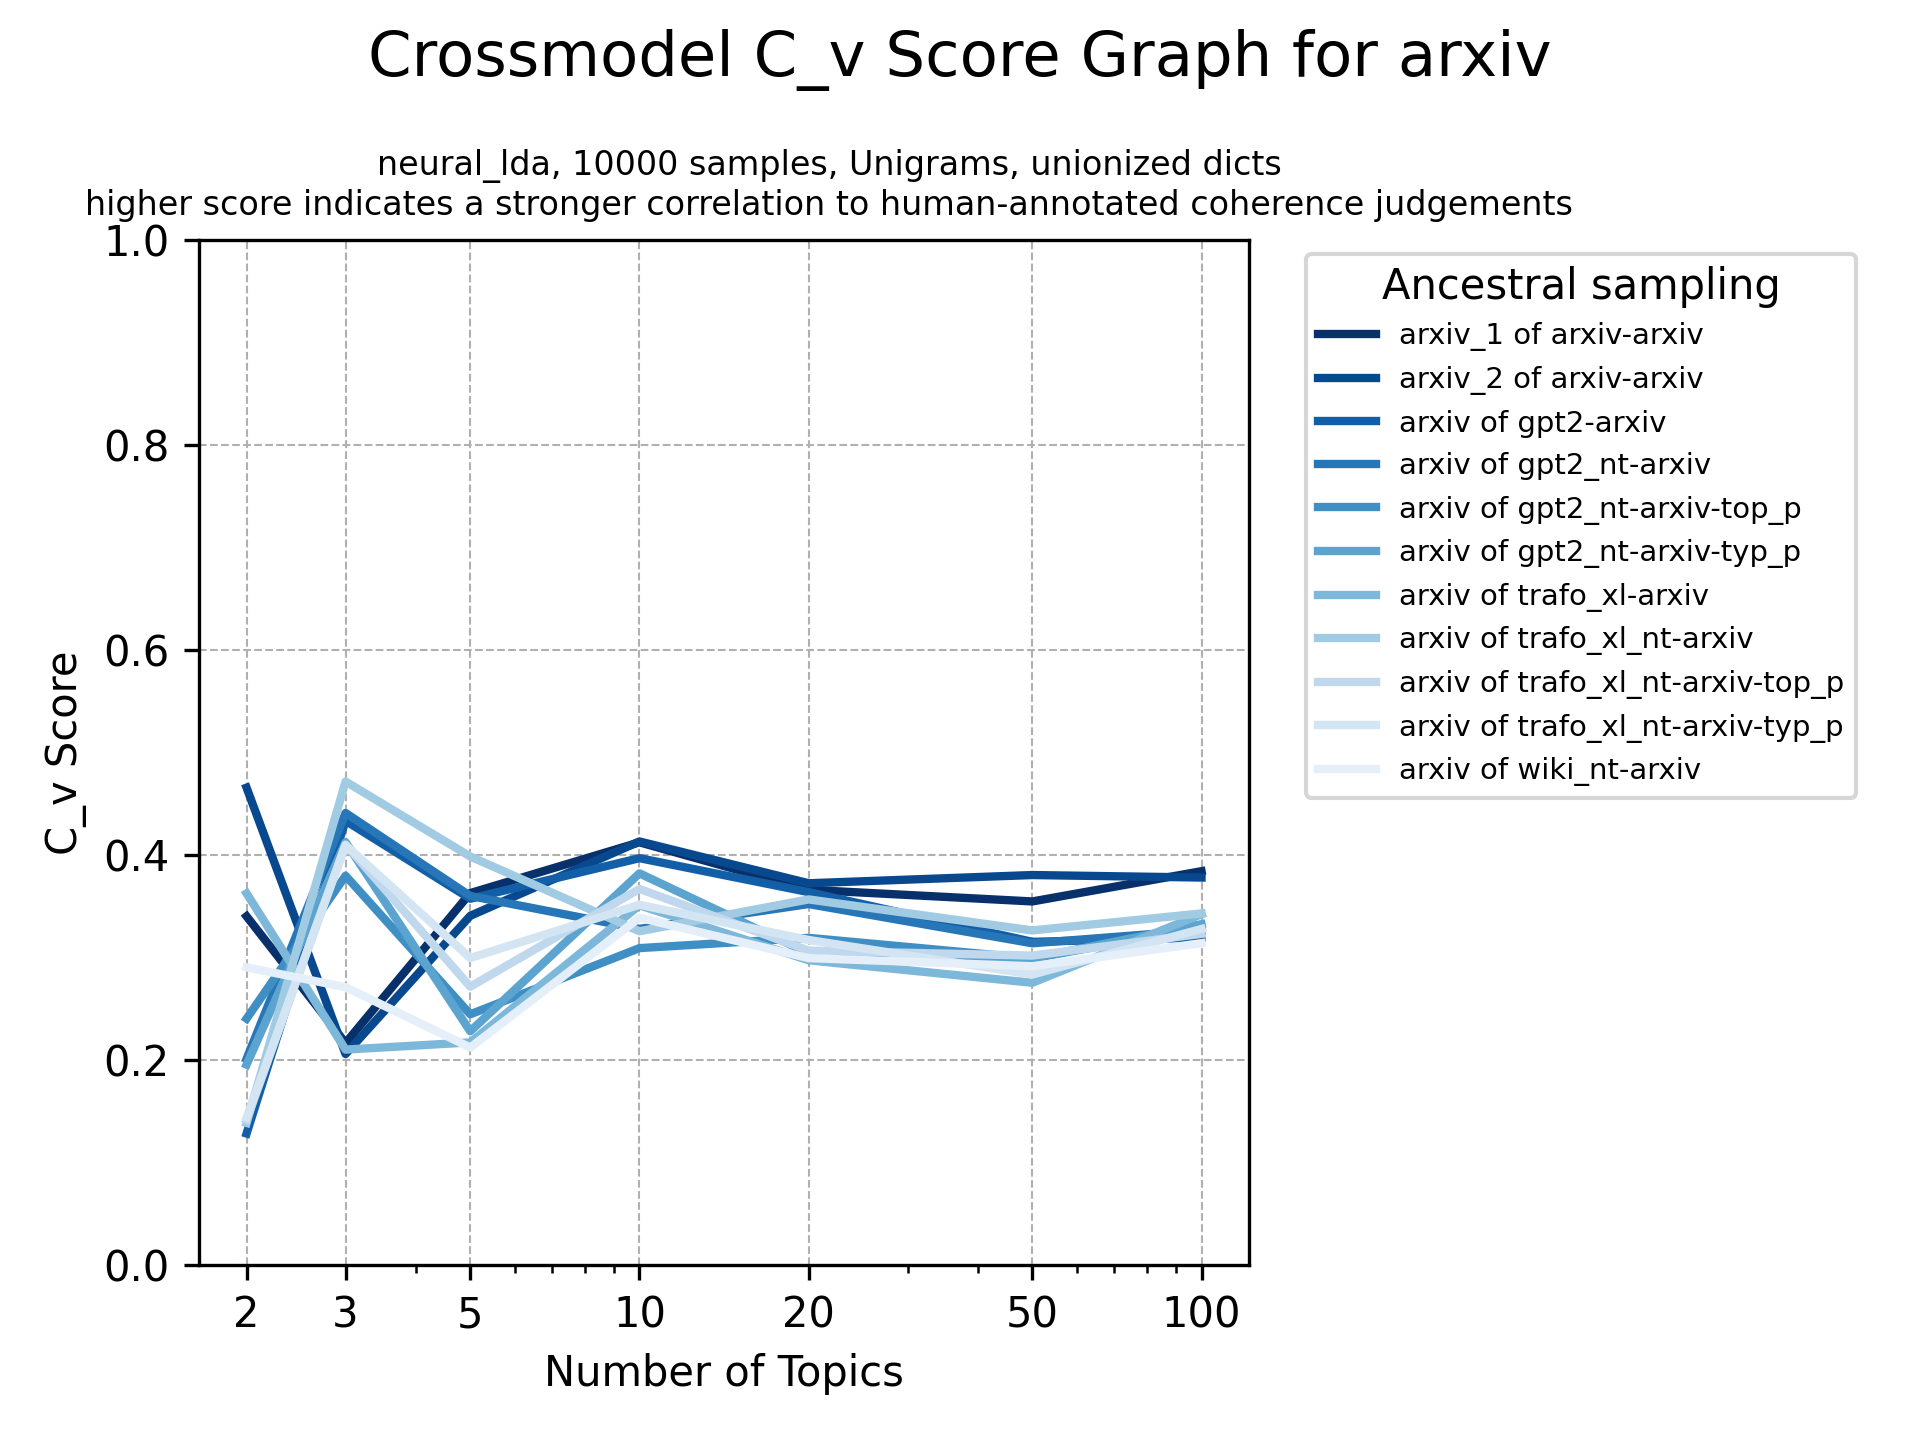 Crossmodel C_v Score Graph for arxiv
neural_lda, 10000 samples, Unigrams, unionized dicts
higher score indicates a stronger correlation to human-annotated coherence judgements
1.0
0.8
0.6
0.4
0.2
0.0
C_v Score
2 3 5 10 20 50 100
Number of Topics
Ancestral sampling
arxiv_1 of arxiv-arxiv
arxiv_2 of arxiv-arxiv
arxiv of gpt2-arxiv
arxiv of gpt2_nt-arxiv
arxiv of gpt2_nt-arxiv-top_p
arxiv of gpt2_nt-arxiv-typ_p
arxiv of trafo_xl-arxiv
arxiv of trafo_xl_nt-arxiv
arxiv of trafo_xl_nt-arxiv-top_p
arxiv of trafo_xl_nt-arxiv-typ_p
arxiv of wiki_nt-arxiv